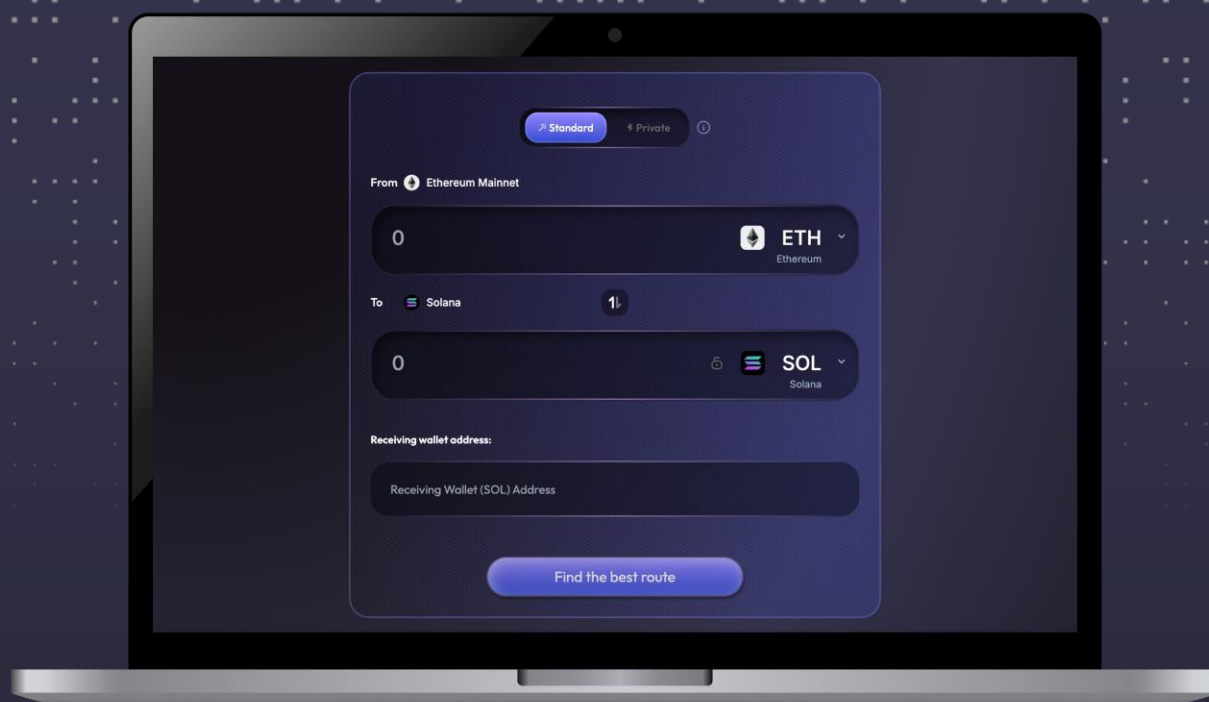 Standard Private
From Ethereum Mainnet
0 ETH
Ethereum
To Solana
0 SOL
Solana
Receiving wallet address:
Receiving Wallet (SOL) Address
Find the best route